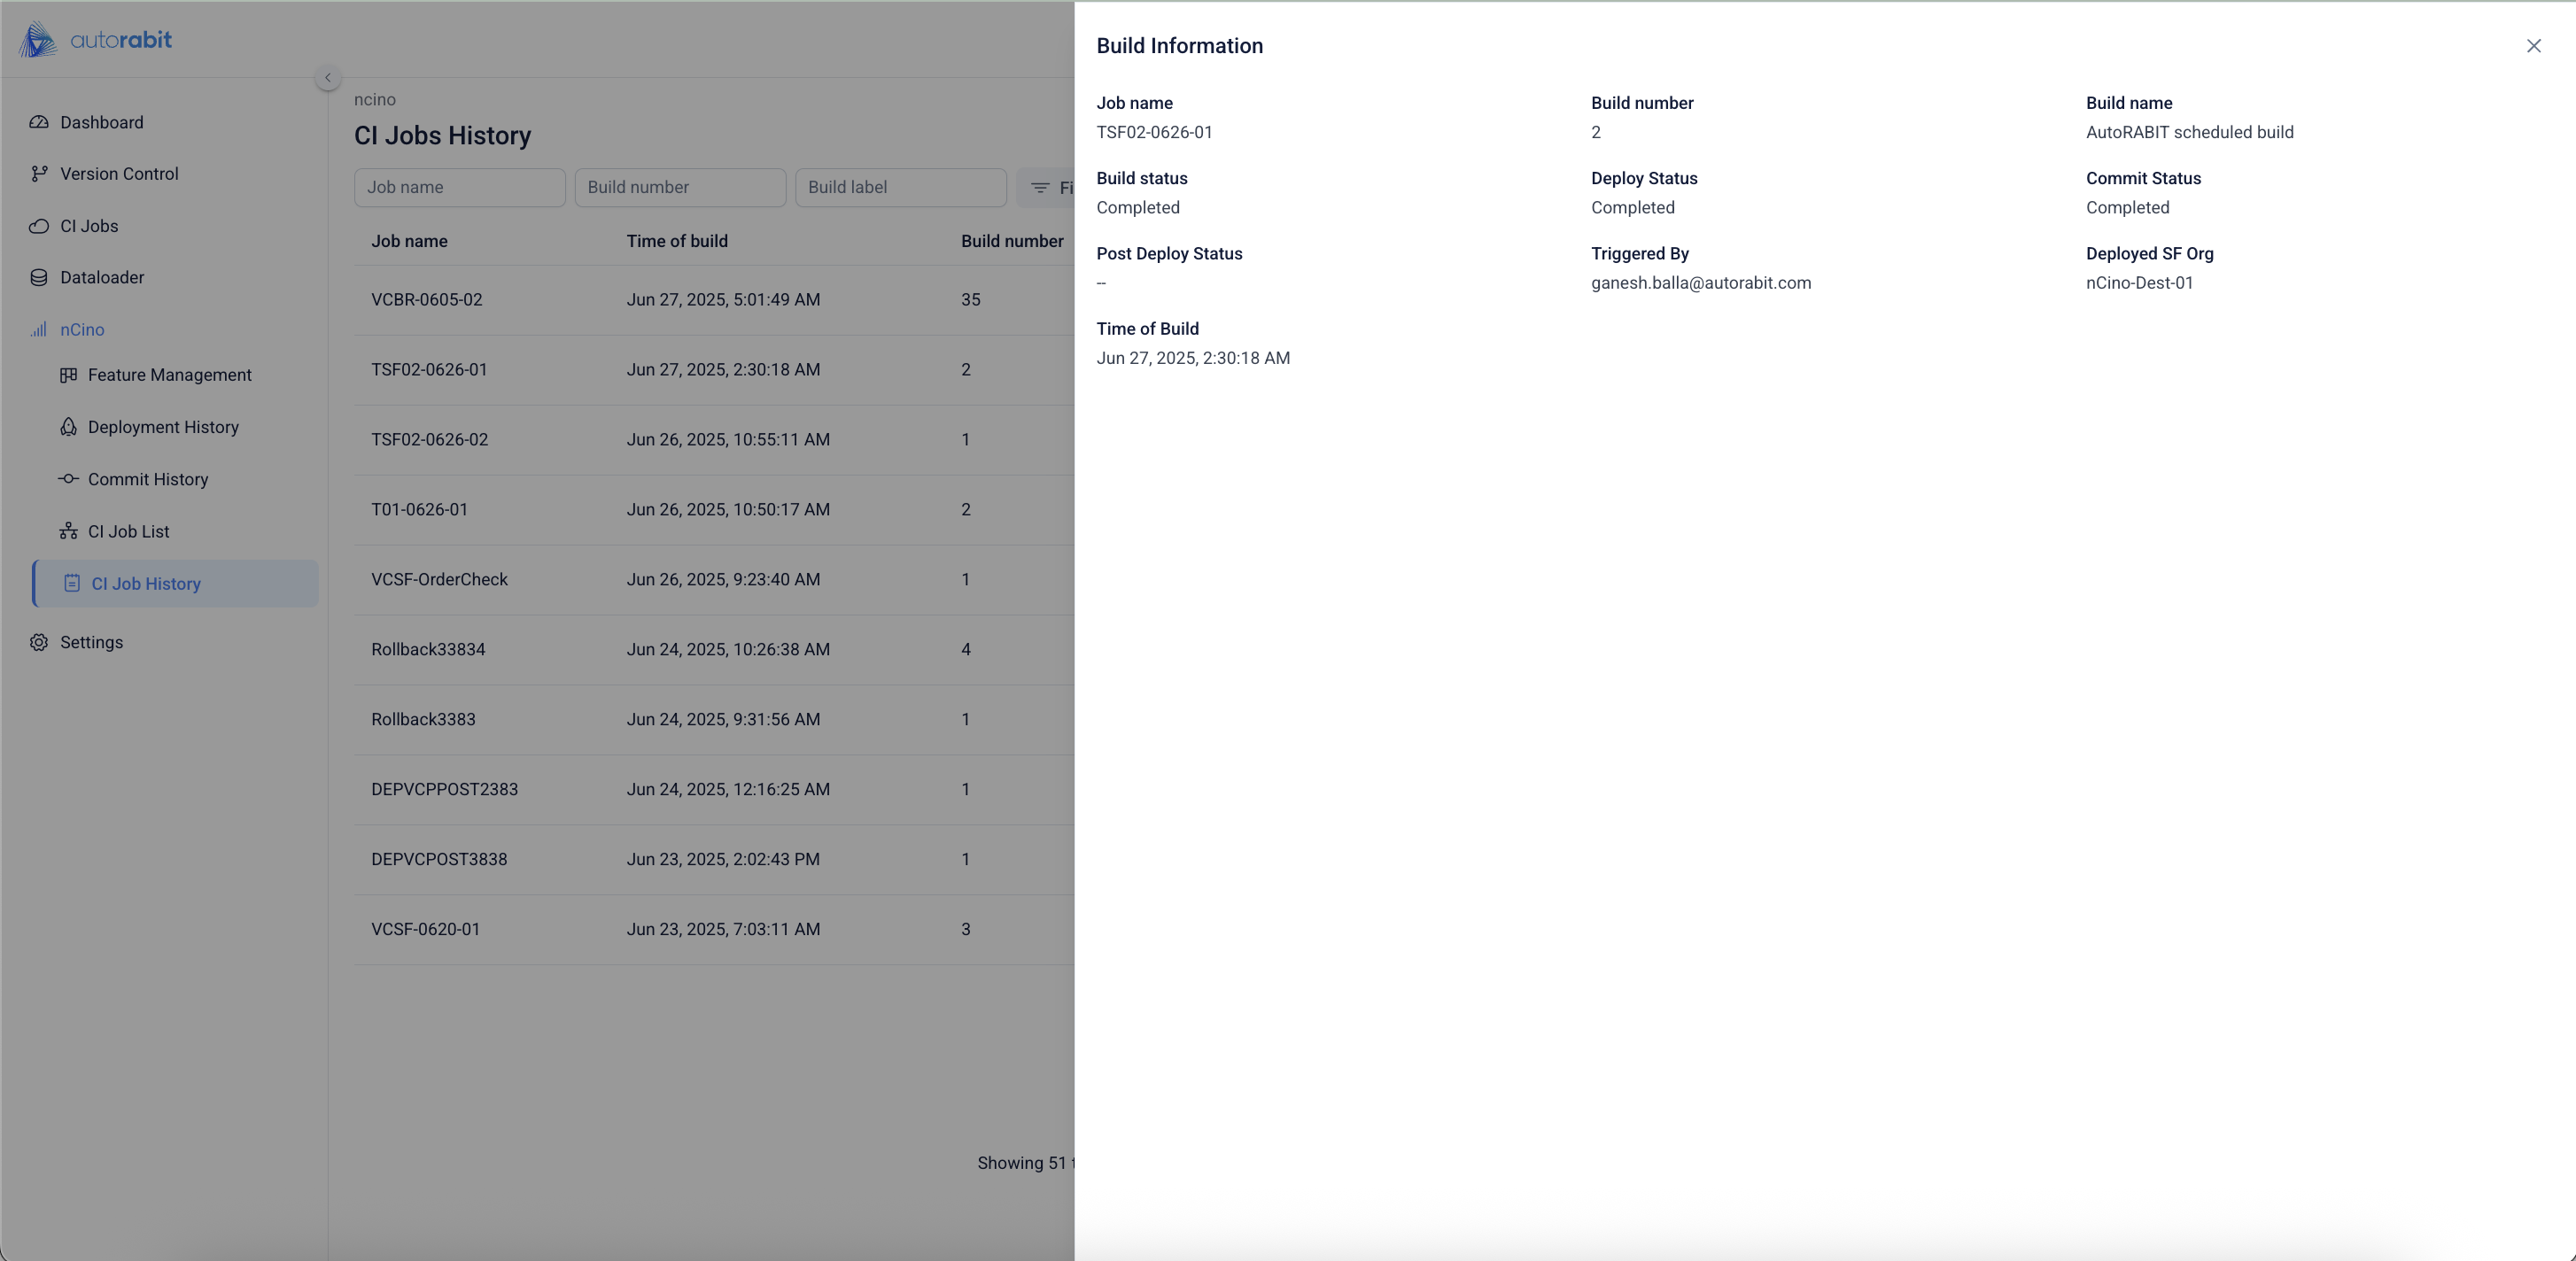 autorabit
Dashboard
Version Control
CI Jobs
Dataloader
nCino
Feature Management
Deployment History
Commit History
CI Job List
CI Job History
Settings
ncino
CI Jobs History
Job name Build number Build label Fi
Job name Time of build Build number
VCBR-0605-02 Jun 27, 2025, 5:01:49 AM 35
TSF02-0626-01 Jun 27, 2025, 2:30:18 AM 2
TSF02-0626-02 Jun 26, 2025, 10:55:11 AM 1
T01-0626-01 Jun 26, 2025, 10:50:17 AM 2
VCSF-OrderCheck Jun 26, 2025, 9:23:40 AM 1
Rollback33834 Jun 24, 2025, 10:26:38 AM 4
Rollback3383 Jun 24, 2025, 9:31:56 AM 1
DEPVCPPOST2383 Jun 24, 2025, 12:16:25 AM 1
DEPVCPOST3838 Jun 23, 2025, 2:02:43 PM 1
VCSF-0620-01 Jun 23, 2025, 7:03:11 AM 3
Showing 51 t
Build Information
Job name Build number Build name
TSF02-0626-01 2 AutoRABIT scheduled build
Build status Deploy Status Commit Status
Completed Completed Completed
Post Deploy Status Triggered By Deployed SF Org
-- ganesh.balla@autorabit.com nCino-Dest-01
Time of Build
Jun 27, 2025, 2:30:18 AM